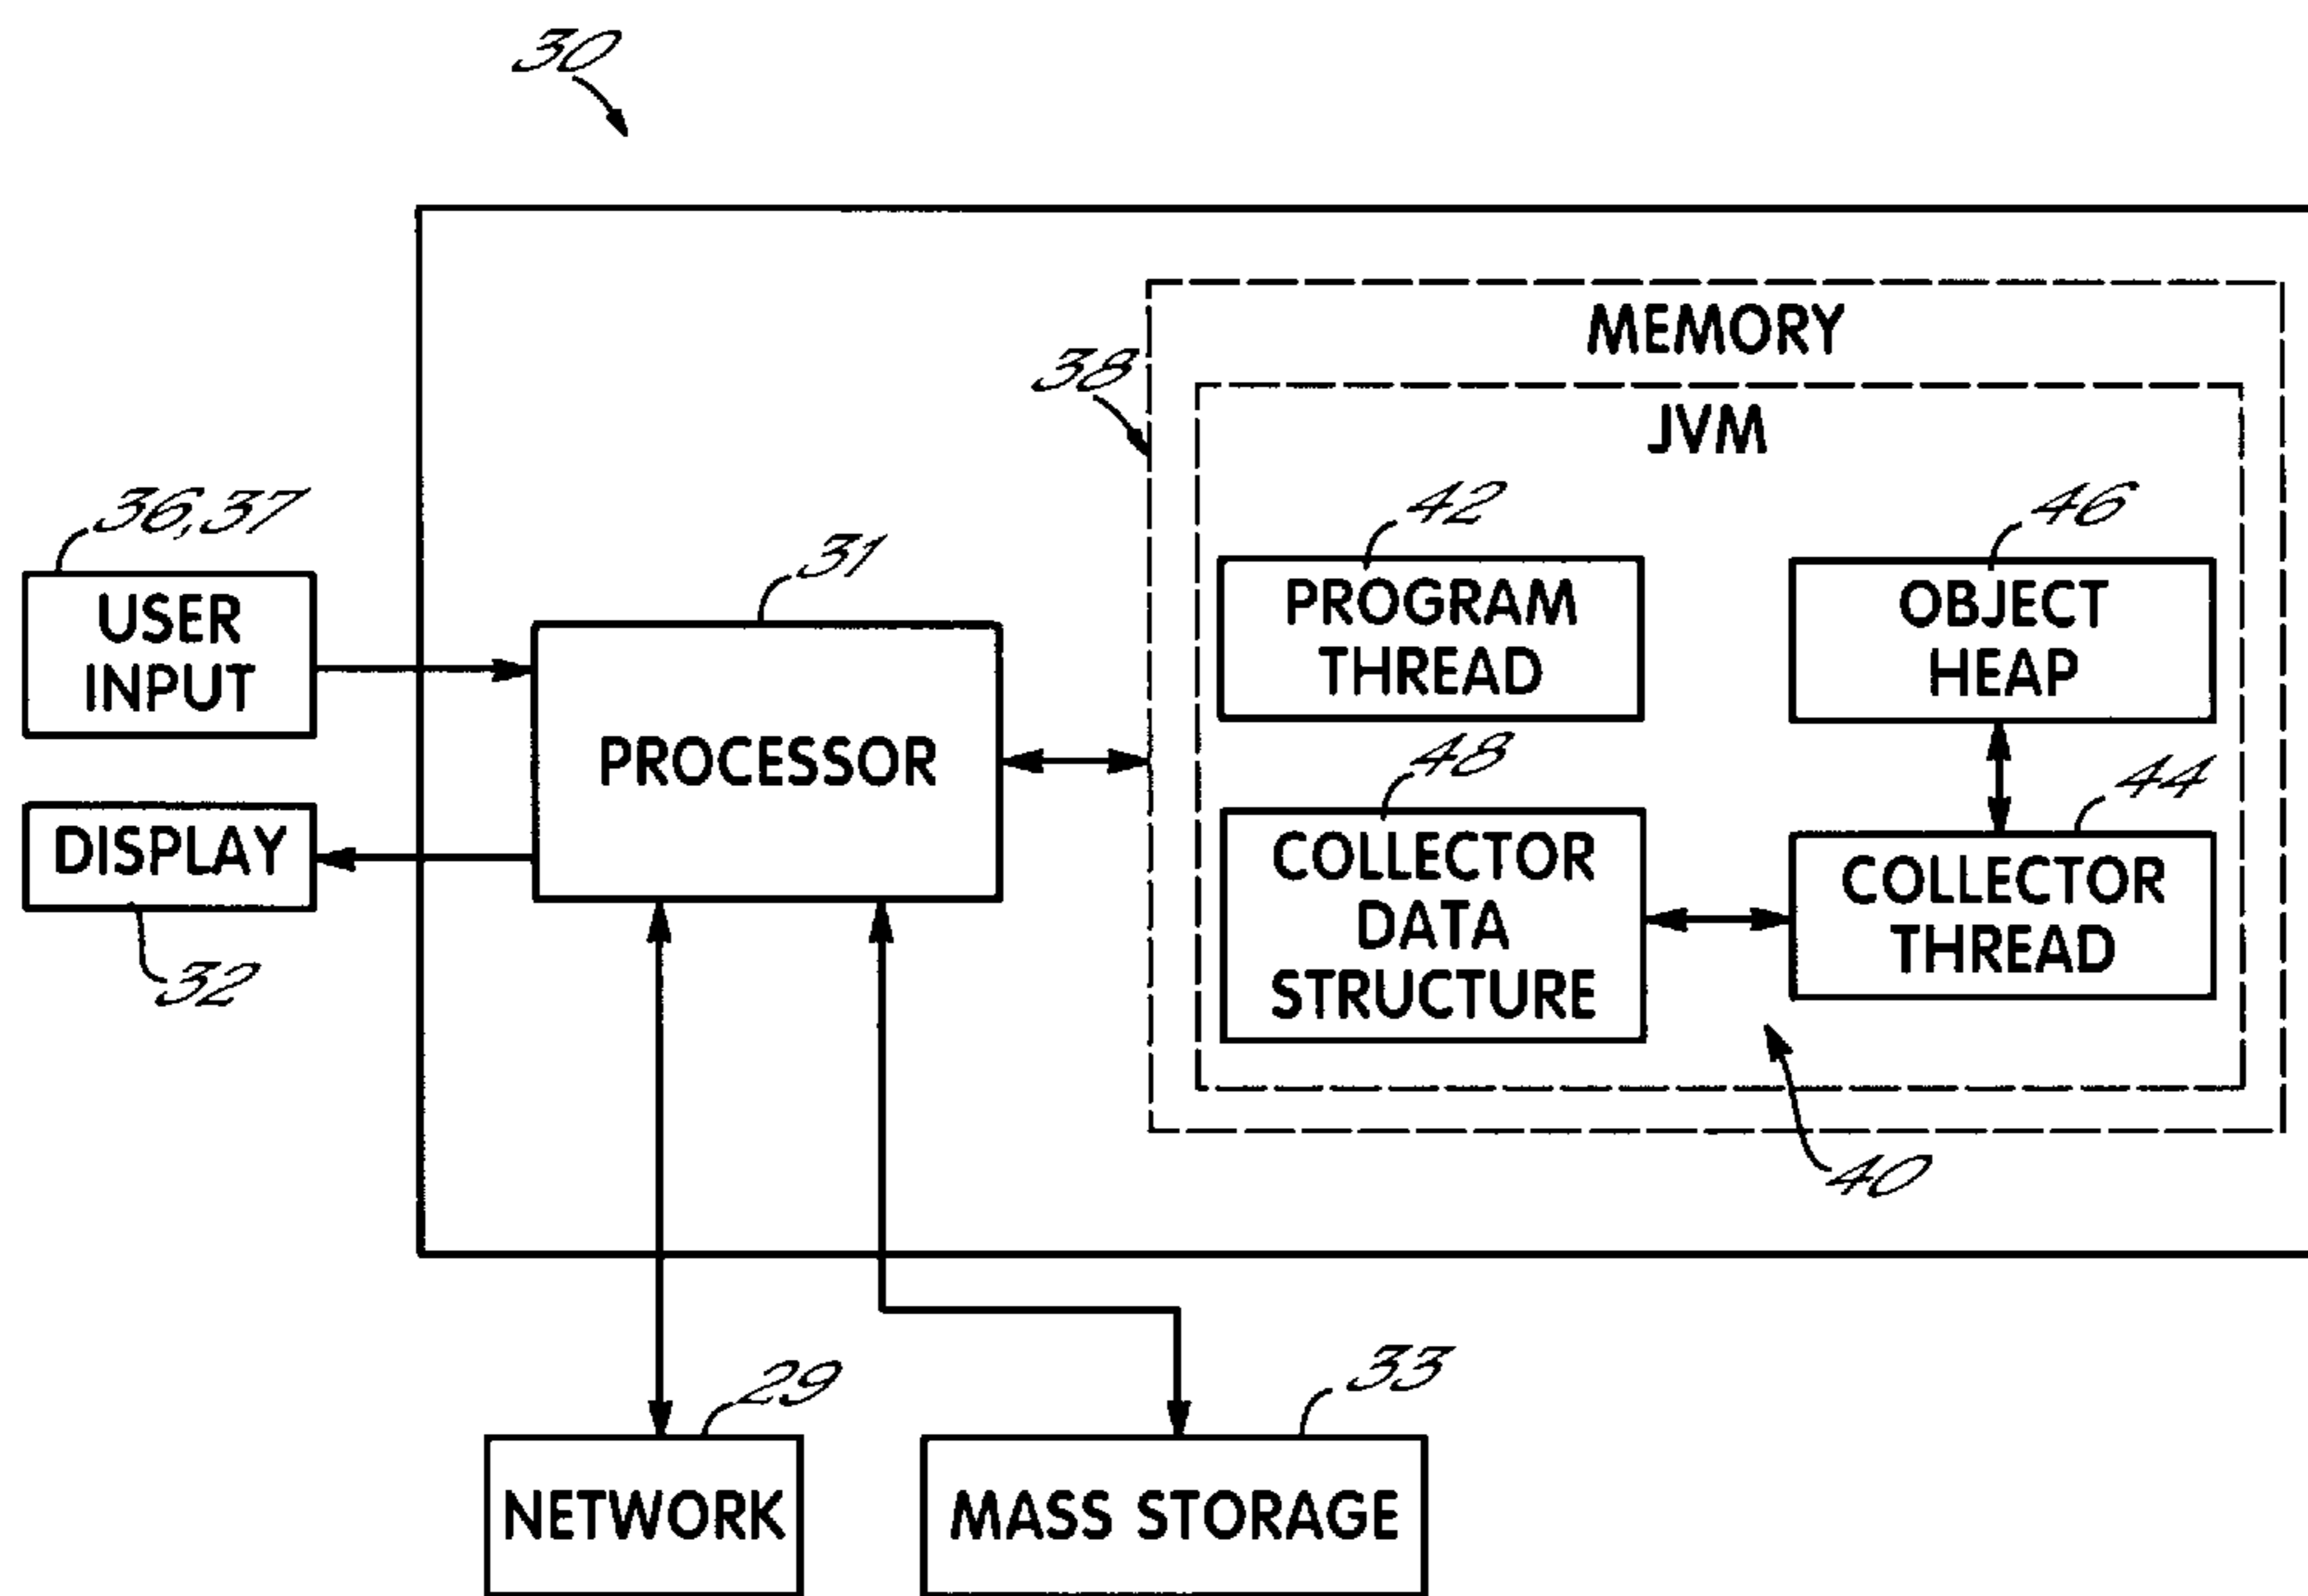 30
MEMORY
38
JVM
36,37
USER
INPUT
31
PROCESSOR
42
PROGRAM
THREAD
46
OBJECT
HEAP
DISPLAY
32
48
COLLECTOR
DATA
STRUCTURE
44
COLLECTOR
THREAD
40
29
NETWORK
33
MASS STORAGE